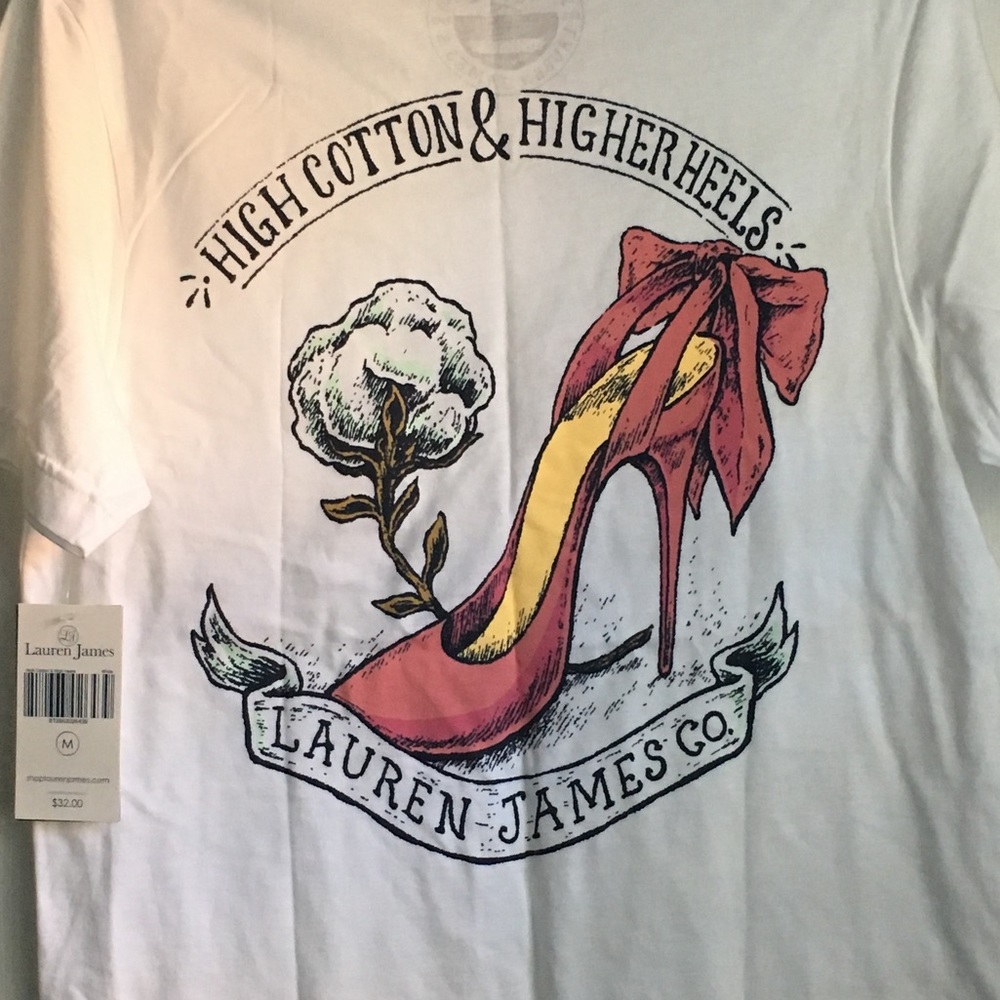 HIGH COTTON & HIGHER HEELS
LAUREN JAMES CO.
Lauren James
M
shoplaurenjames.com
$32.00